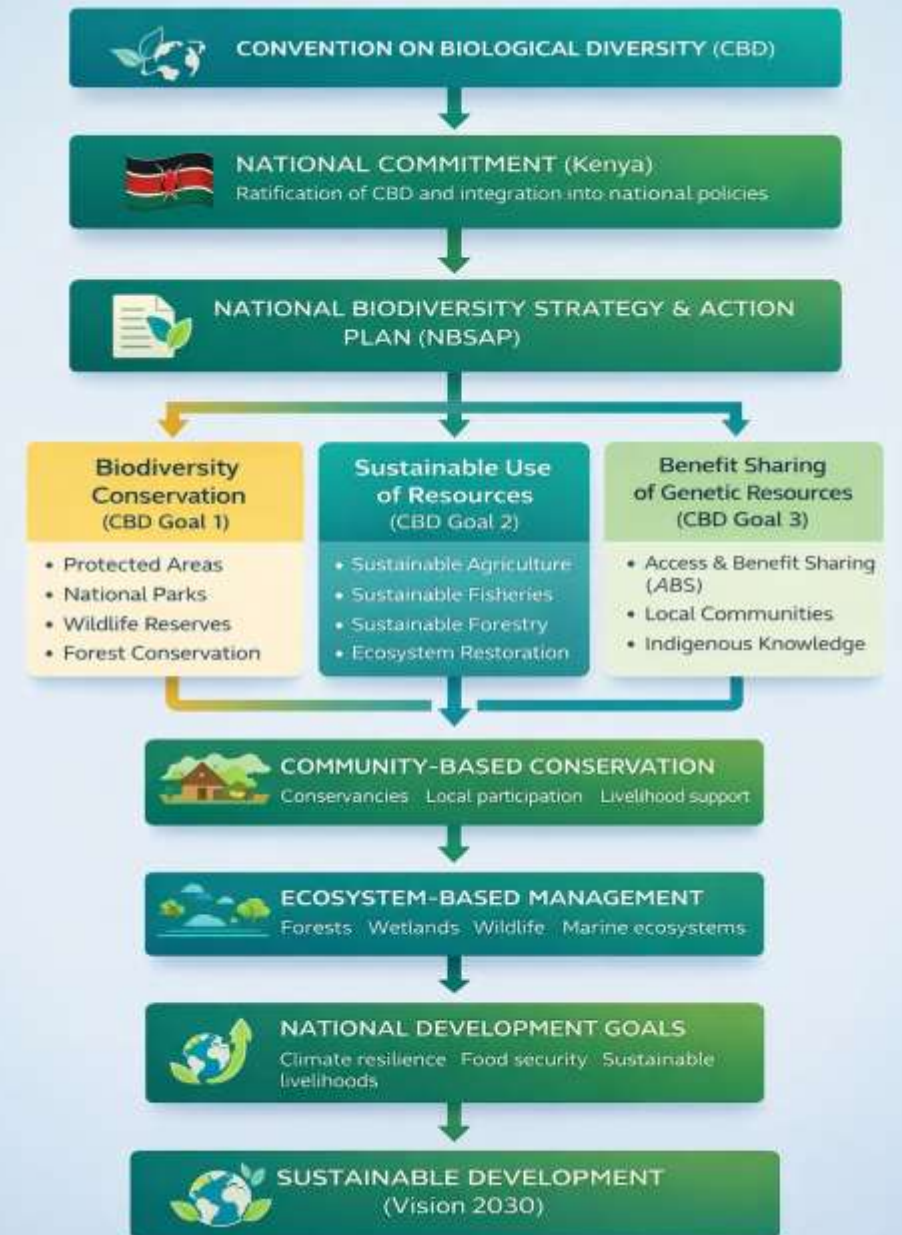 CONVENTION ON BIOLOGICAL DIVERSITY (CBD)
NATIONAL COMMITMENT (Kenya)
Ratification of CBD and integration into national policies
NATIONAL BIODIVERSITY STRATEGY & ACTION
PLAN (NBSAP)
Biodiversity
Conservation
(CBD Goal 1)
• Protected Areas
• National Parks
• Wildlife Reserves
• Forest Conservation
Sustainable Use
of Resources
(CBD Goal 2)
• Sustainable Agriculture
• Sustainable Fisheries
• Sustainable Forestry
• Ecosystem Restoration
Benefit Sharing
of Genetic Resources
(CBD Goal 3)
• Access & Benefit Sharing
(ABS)
• Local Communities
• Indigenous Knowledge
COMMUNITY-BASED CONSERVATION
Conservancies Local participation Livelihood support
ECOSYSTEM-BASED MANAGEMENT
Forests Wetlands Wildlife Marine ecosystems
NATIONAL DEVELOPMENT GOALS
Climate resilience Food security Sustainable
livelihoods
SUSTAINABLE DEVELOPMENT
(Vision 2030)